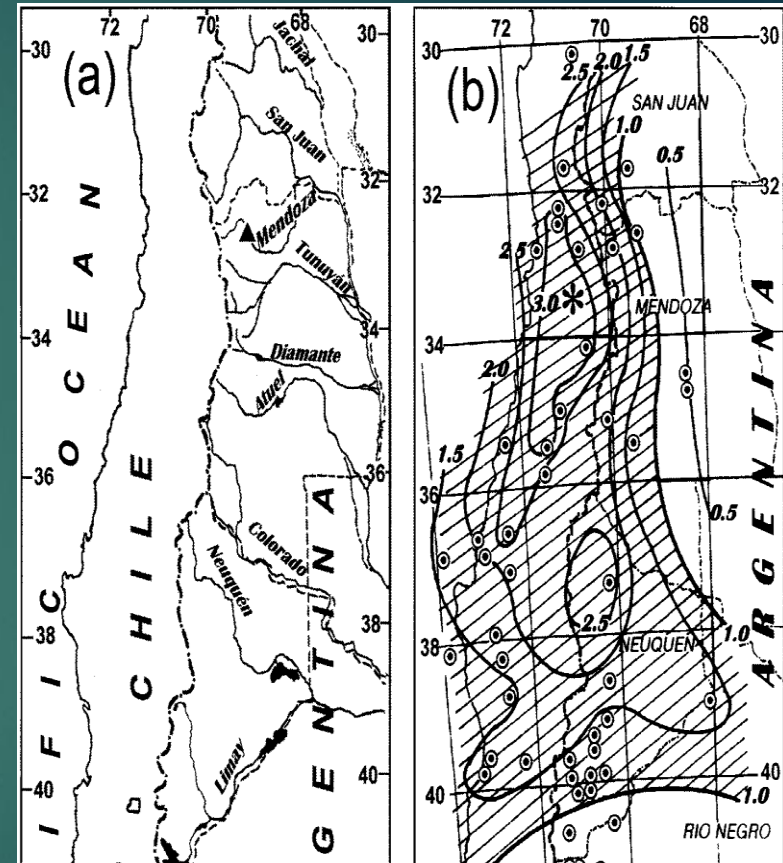 72
70
68
30
30
(a)
Jachal
San Juan
32
32
Mendoza
Tunuyán
34
34
Diamante
Atuel
36
36
Colorado
Neuquén
38
38
Limay
40
40
I F I C O C E A N
C H I L E
G E N T I N A
72
70
68
30
30
(b)
2.5
2.0
1.5
SAN JUAN
1.0
0.5
32
32
2.5
3.0
MENDOZA
34
34
2.0
1.5
36
36
0.5
38
38
2.5
NEUQUEN
1.0
40
40
1.0
RIO NEGRO
A R G E N T I N A